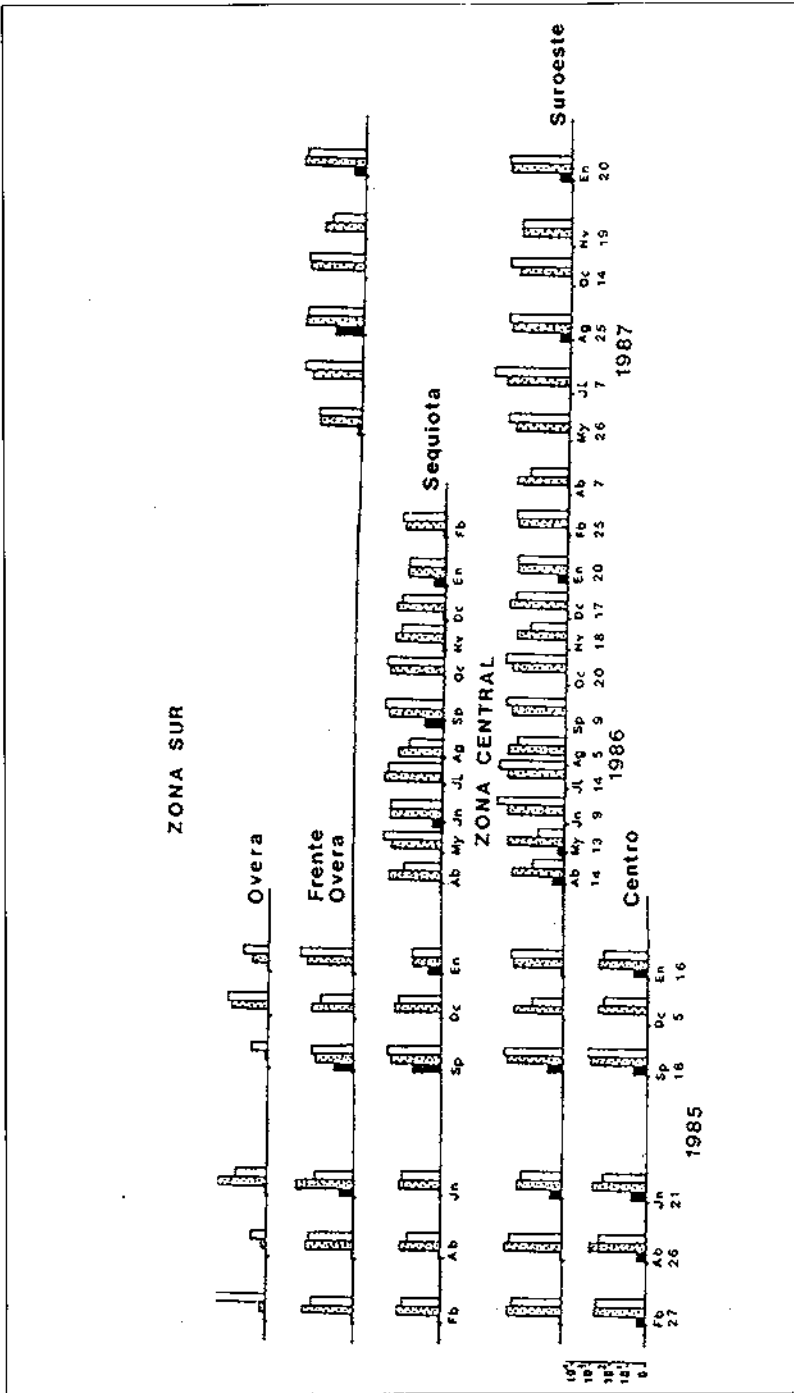 ZONA SUR
Overa
Frente
Overa
Sequiota
Fb Ab Jn Sp Dc En Ab My Jn JL Ag Sp Oc Nv Dc En Fb
ZONA CENTRAL
Suroeste
Ab My Jn JL Ag Sp Oc Nv Dc En Fb Ab My JL Ag Oc Nv En
14 13 9 14 5 9 20 18 17 20 25 7 26 7 25 14 19 20
1986
1987
Centro
Fb Ab Jn Sp Dc En
27 26 21 18 5 16
1985
0